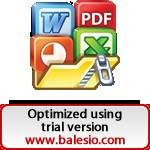 PDF
Optimized using
trial version
www.balesio.com